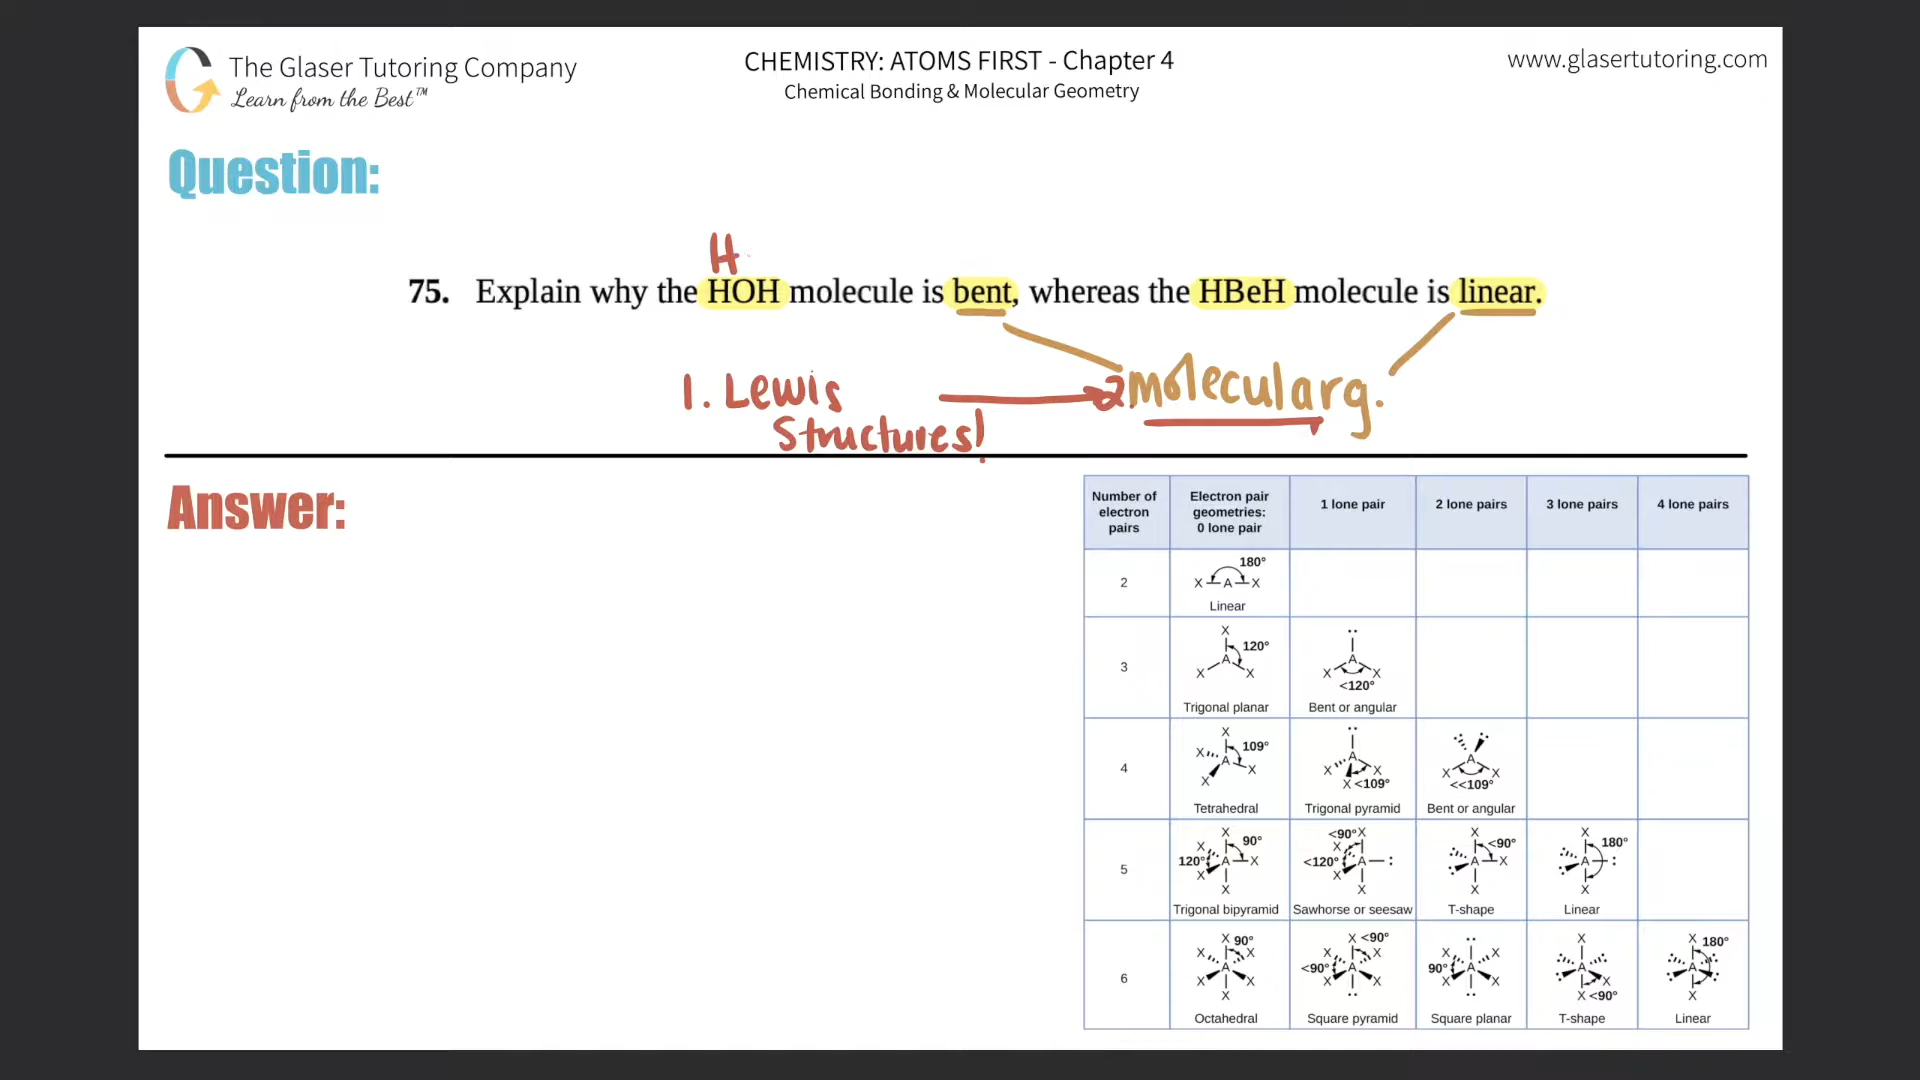 The Glaser Tutoring Company
Learn from the Best™
CHEMISTRY: ATOMS FIRST - Chapter 4
Chemical Bonding & Molecular Geometry
www.glasertutoring.com
Question:
H
75. Explain why the HOH molecule is bent, whereas the HBeH molecule is linear.
1. Lewis
Structures!
2. molecular g.
Answer:
Number of electron pairs
Electron pair geometries: 0 lone pair
1 lone pair
2 lone pairs
3 lone pairs
4 lone pairs
2
180°
X A X
Linear
3
X
120°
A
X X
Trigonal planar
A
X X
<120°
Bent or angular
4
X
109°
X A
X X
Tetrahedral
A
X X
X <109°
Trigonal pyramid
A
X X
<<109°
Bent or angular
5
X
90°
X
120° A X
X
X
Trigonal bipyramid
<90° X
X
<120° A :
X
X
Sawhorse or seesaw
X
<90°
A X
X
T-shape
X
180°
A :
X
Linear
6
X 90°
X X
A
X X
X
Octahedral
X <90°
X X
<90° A
X X
Square pyramid
X X
90° A
X X
Square planar
X
A
X
X <90°
T-shape
X 180°
A
X
Linear